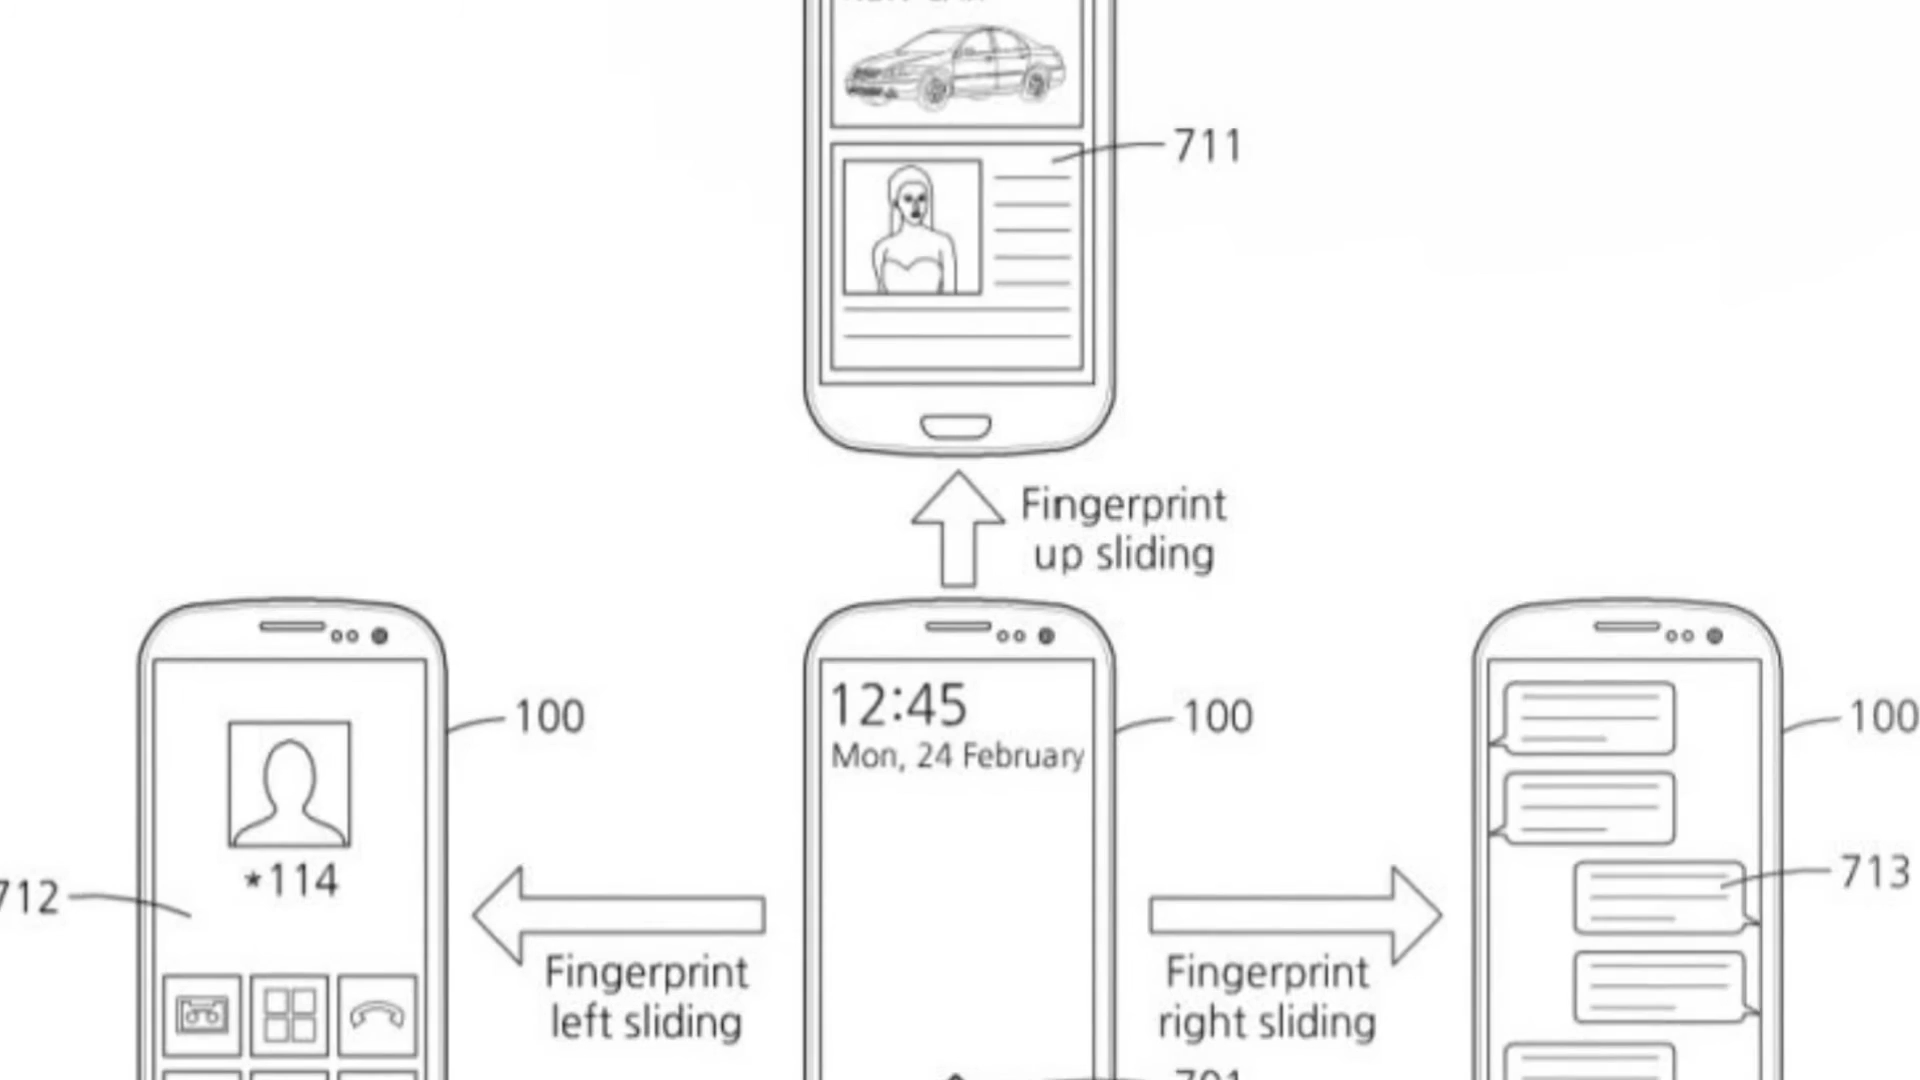 711
Fingerprint
up sliding
100
12:45
Mon, 24 February
100
100
*114
712
713
Fingerprint
left sliding
Fingerprint
right sliding